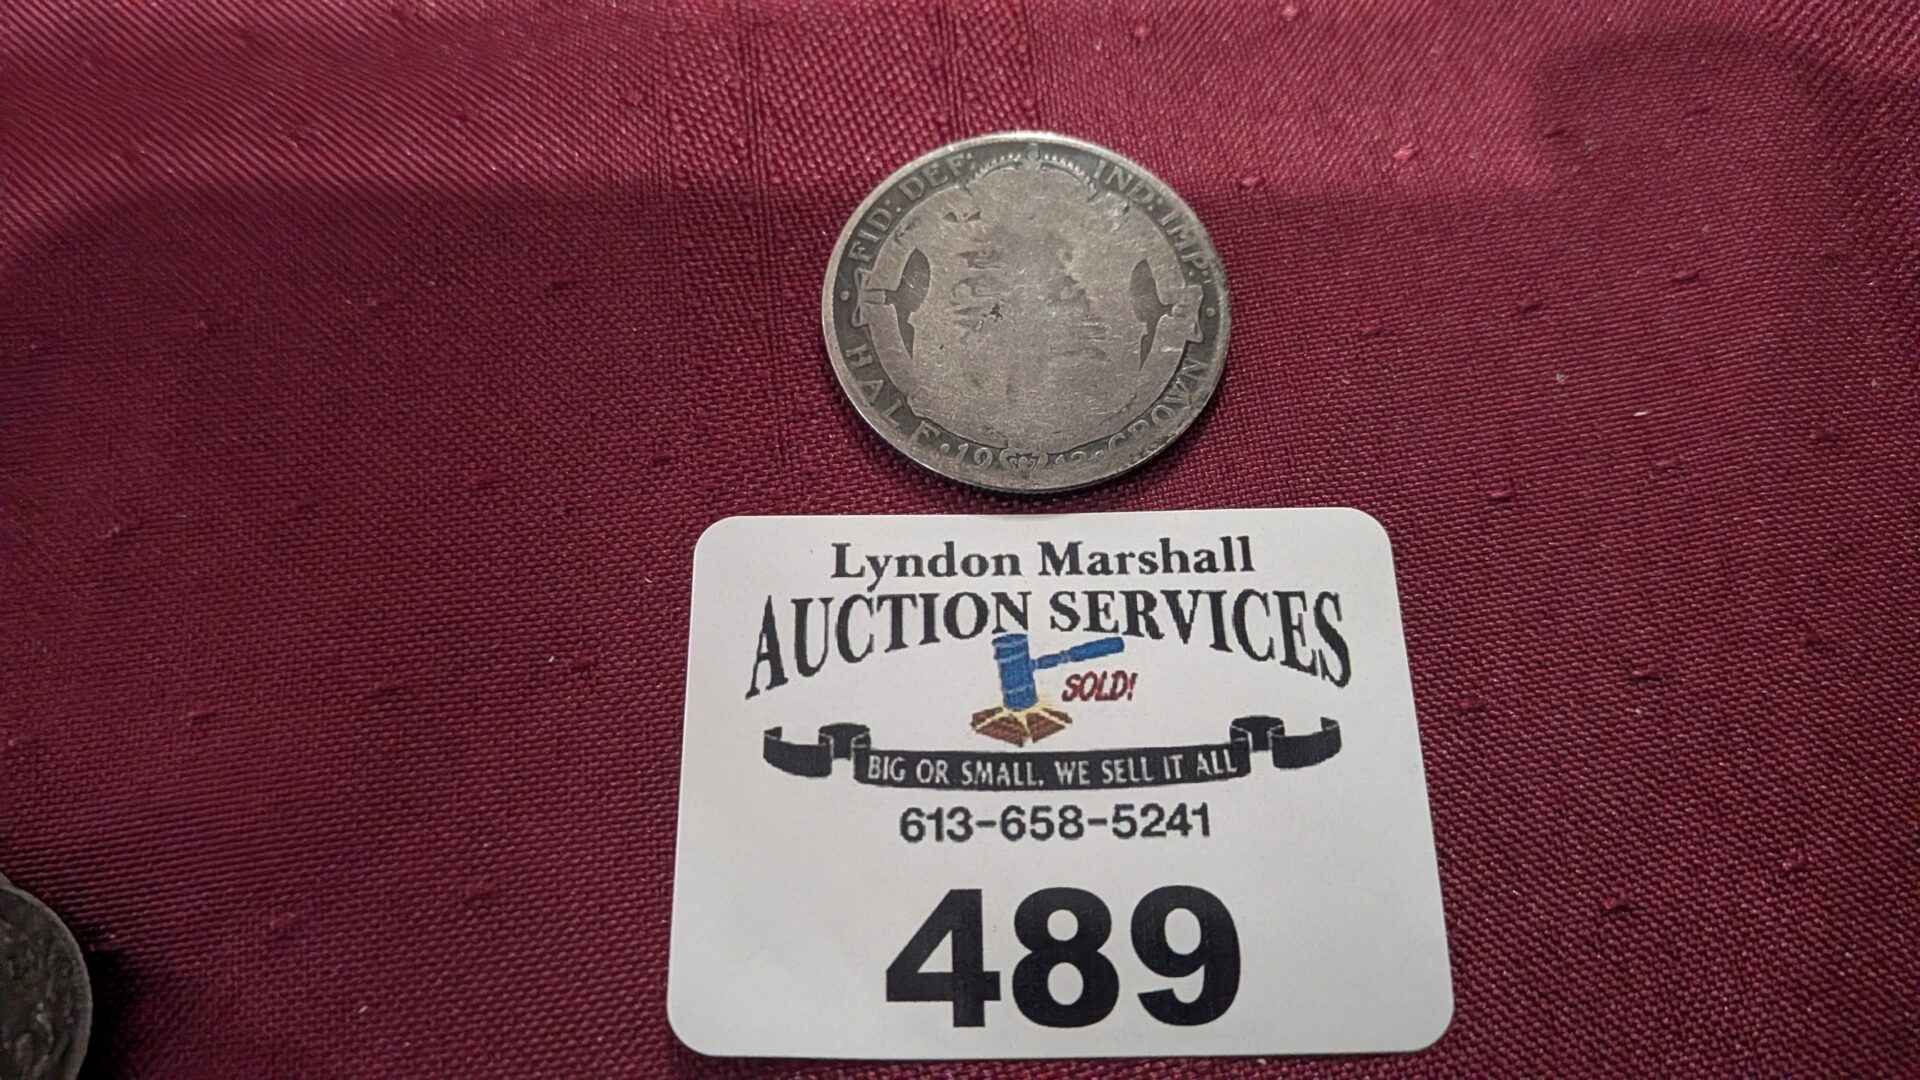 FID: DEF: IND: IMP:
HALF · 19 · CROWN
Lyndon Marshall
AUCTION SERVICES
SOLD!
BIG OR SMALL, WE SELL IT ALL
613-658-5241
489